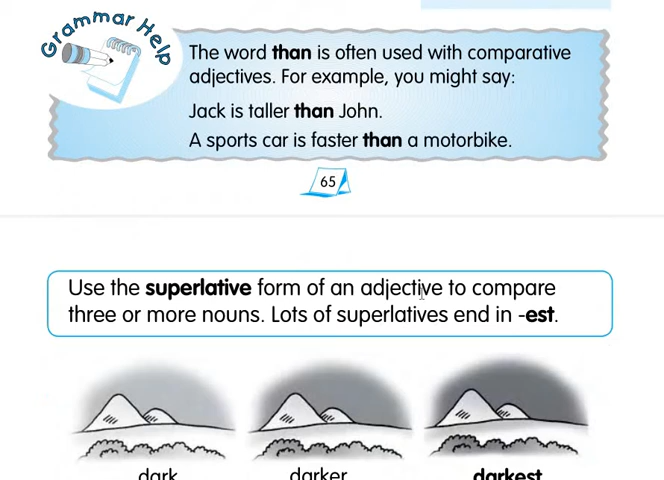 Grammar Help
The word than is often used with comparative
adjectives. For example, you might say:
Jack is taller than John.
A sports car is faster than a motorbike.
65
Use the superlative form of an adjective to compare
three or more nouns. Lots of superlatives end in -est.
dark darker darkest